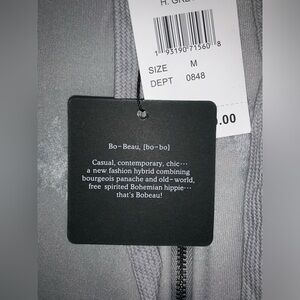 1 93190 71560 8
SIZE M
DEPT 0848
.00
Bo-Beau, [bo-bo]
Casual, contemporary, chic···
a new fashion hybrid combining
bourgeois panache and old-world,
free spirited Bohemian hippie···
that's Bobeau!